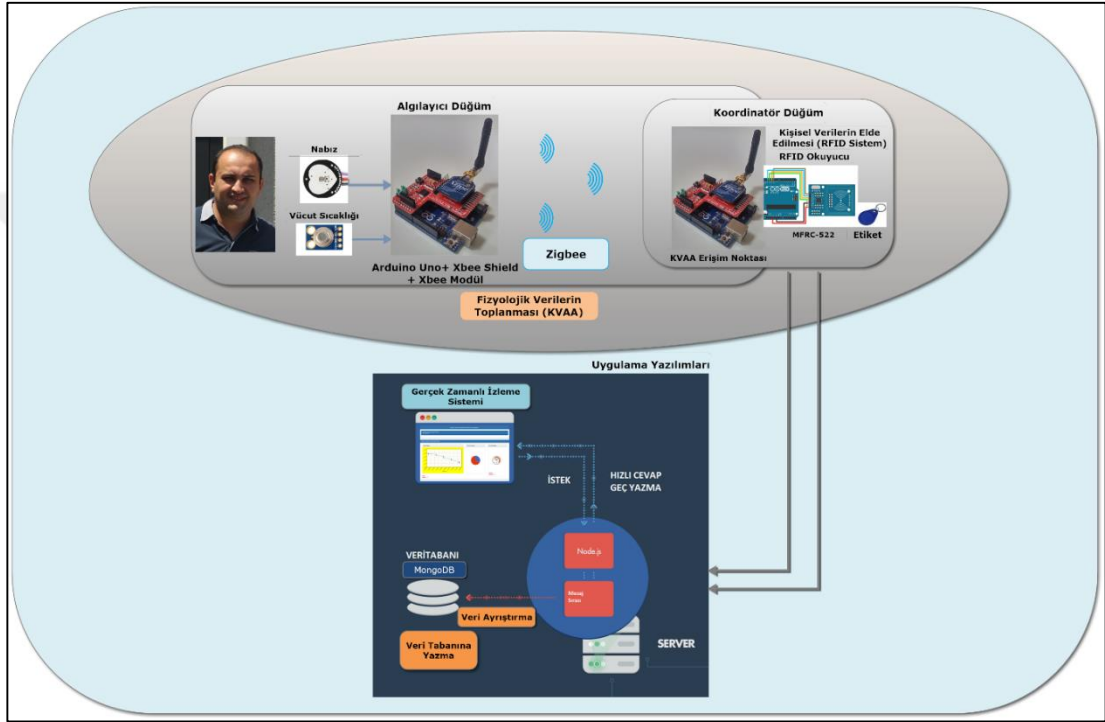 Algılayıcı Düğüm
Nabız
Vücut Sıcaklığı
Arduino Uno+ Xbee Shield
+ Xbee Modül
Zigbee
Koordinatör Düğüm
Kişisel Verilerin Elde
Edilmesi (RFID Sistem)
RFID Okuyucu
MFRC-522
Etiket
KVAA Erişim Noktası
Fizyolojik Verilerin
Toplanması (KVAA)
Uygulama Yazılımları
Gerçek Zamanlı İzleme
Sistemi
İSTEK
HIZLI CEVAP
GEÇ YAZMA
Node.js
VERİTABANI
MongoDB
Mesaj
Sırası
Veri Ayrıştırma
Veri Tabanına
Yazma
SERVER